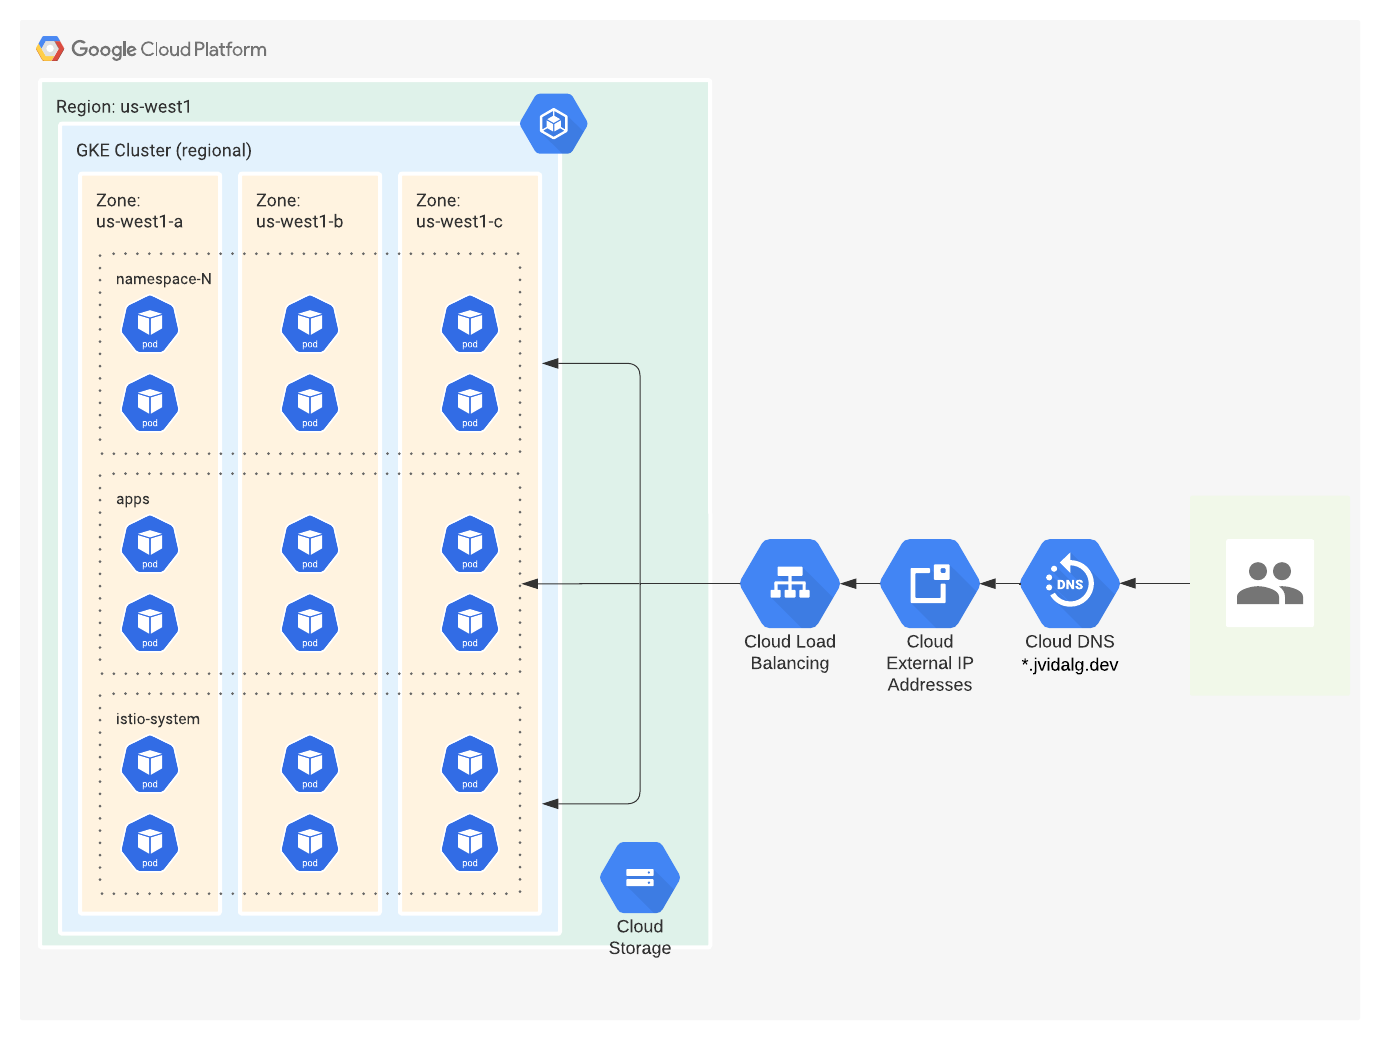 Google Cloud Platform
Region: us-west1
GKE Cluster (regional)
Zone:
us-west1-a
Zone:
us-west1-b
Zone:
us-west1-c
namespace-N
pod
pod
pod
pod
pod
pod
apps
pod
pod
pod
pod
pod
pod
istio-system
pod
pod
pod
pod
pod
pod
Cloud Load
Balancing
Cloud
External IP
Addresses
DNS
Cloud DNS
*.jvidalg.dev
Cloud
Storage